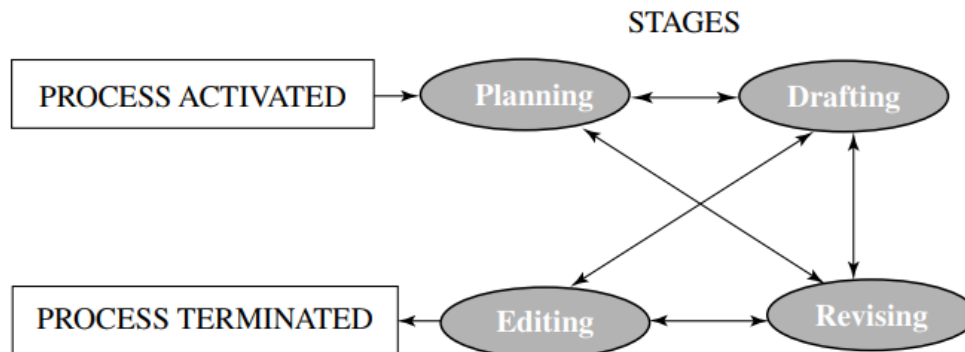 STAGES
PROCESS ACTIVATED
Planning
Drafting
PROCESS TERMINATED
Editing
Revising